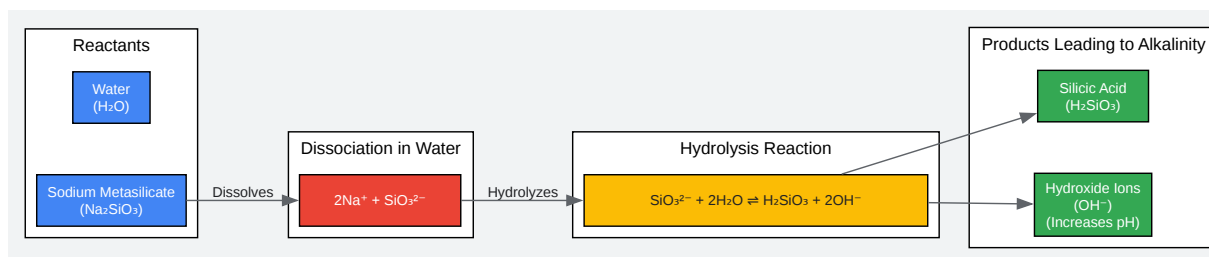 Reactants
Water
(H₂O)
Sodium Metasilicate
(Na₂SiO₃)
Dissolves
Dissociation in Water
2Na⁺ + SiO₃²⁻
Hydrolyzes
Hydrolysis Reaction
SiO₃²⁻ + 2H₂O ⇌ H₂SiO₃ + 2OH⁻
Products Leading to Alkalinity
Silicic Acid
(H₂SiO₃)
Hydroxide Ions
(OH⁻)
(Increases pH)